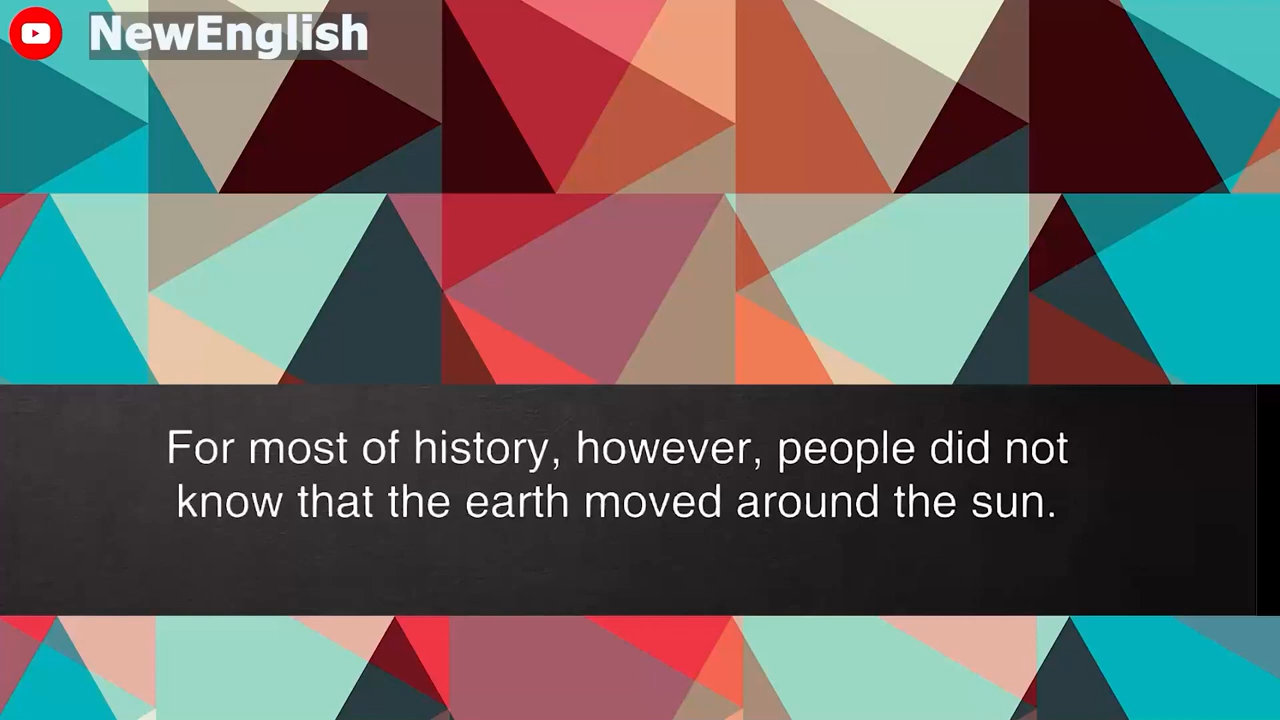 NewEnglish
For most of history, however, people did not
know that the earth moved around the sun.